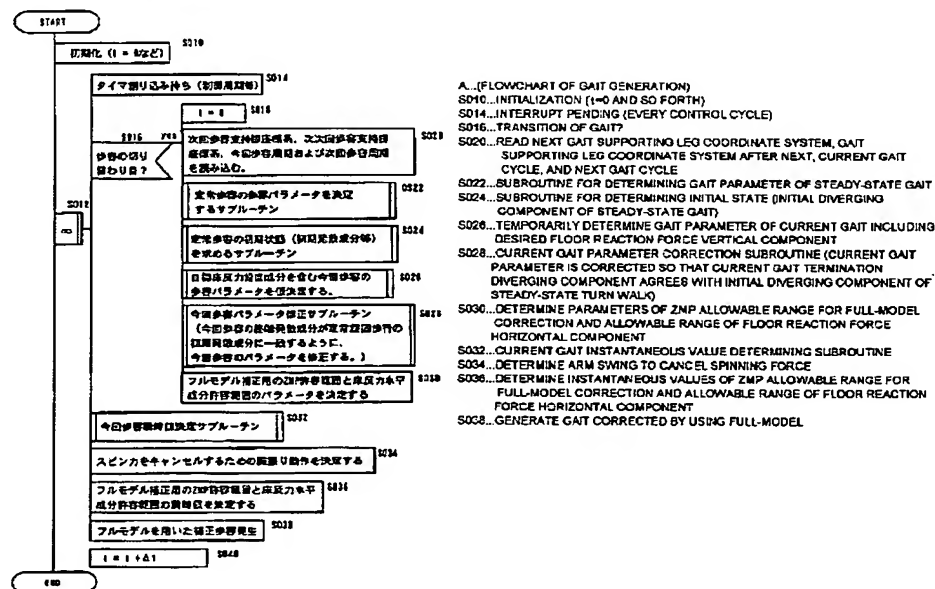 START
初期化 (t = 0など)
S010
タイマ割り込み待ち (制御周期毎)
S014
t = 0
S018
S016
yes
歩容の切り
替わり目?
S012
∞
次回歩容支持脚座標系、次次回歩容支持脚
座標系、今回歩容周期および次回歩容周期
を読み込む。
S020
定常歩容の歩容パラメータを決定
するサブルーチン
S022
定常歩容の初期状態 (初期発散成分等)
を求めるサブルーチン
S024
目標床反力鉛直成分を含む今回歩容の
歩容パラメータを仮決定する。
S026
今回歩容パラメータ修正サブルーチン
(今回歩容の終端発散成分が定常旋回歩行の
初期発散成分に一致するように、
今回歩容のパラメータを修正する。)
S028
フルモデル補正用のZMP許容範囲と床反力水平
成分許容範囲のパラメータを決定する
S030
今回歩容瞬時値決定サブルーチン
S032
スピン力をキャンセルするための腕振り動作を決定する
S034
フルモデル補正用のZMP許容範囲と床反力水平
成分許容範囲の瞬時値を決定する
S036
フルモデルを用いた補正歩容発生
S038
t = t +Δt
S040
END
A...(FLOWCHART OF GAIT GENERATION)
S010...INITIALIZATION (t=0 AND SO FORTH)
S014...INTERRUPT PENDING (EVERY CONTROL CYCLE)
S016...TRANSITION OF GAIT?
S020...READ NEXT GAIT SUPPORTING LEG COORDINATE SYSTEM, GAIT
SUPPORTING LEG COORDINATE SYSTEM AFTER NEXT, CURRENT GAIT
CYCLE, AND NEXT GAIT CYCLE
S022...SUBROUTINE FOR DETERMINING GAIT PARAMETER OF STEADY-STATE GAIT
S024...SUBROUTINE FOR DETERMINING INITIAL STATE (INITIAL DIVERGING
COMPONENT OF STEADY-STATE GAIT)
S026...TEMPORARILY DETERMINE GAIT PARAMETER OF CURRENT GAIT INCLUDING
DESIRED FLOOR REACTION FORCE VERTICAL COMPONENT
S028...CURRENT GAIT PARAMETER CORRECTION SUBROUTINE (CURRENT GAIT
PARAMETER IS CORRECTED SO THAT CURRENT GAIT TERMINATION
DIVERGING COMPONENT AGREES WITH INITIAL DIVERGING COMPONENT OF
STEADY-STATE TURN WALK)
S030...DETERMINE PARAMETERS OF ZMP ALLOWABLE RANGE FOR FULL-MODEL
CORRECTION AND ALLOWABLE RANGE OF FLOOR REACTION FORCE
HORIZONTAL COMPONENT
S032...CURRENT GAIT INSTANTANEOUS VALUE DETERMINING SUBROUTINE
S034...DETERMINE ARM SWING TO CANCEL SPINNING FORCE
S036...DETERMINE INSTANTANEOUS VALUES OF ZMP ALLOWABLE RANGE FOR
FULL-MODEL CORRECTION AND ALLOWABLE RANGE OF FLOOR REACTION
FORCE HORIZONTAL COMPONENT
S038...GENERATE GAIT CORRECTED BY USING FULL-MODEL